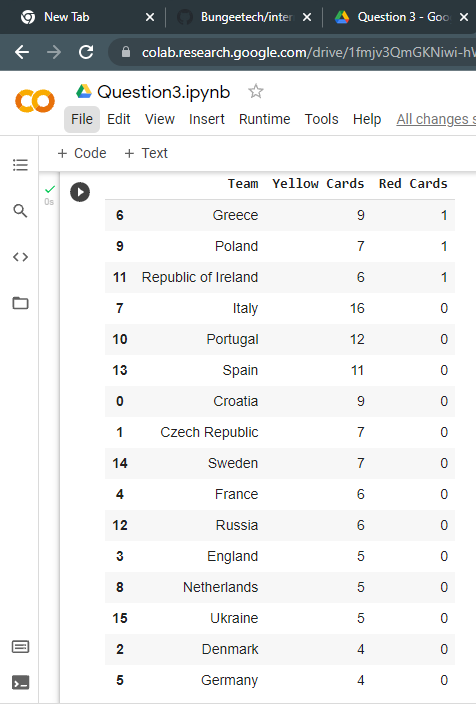 New Tab
Bungeetech/inter
Question 3 - Goo
colab.research.google.com/drive/1fmjv3QmGKNiwi-hV
Question3.ipynb
File Edit View Insert Runtime Tools Help All changes s
+ Code + Text
0s
Team Yellow Cards Red Cards
6 Greece 9 1
9 Poland 7 1
11 Republic of Ireland 6 1
7 Italy 16 0
10 Portugal 12 0
13 Spain 11 0
0 Croatia 9 0
1 Czech Republic 7 0
14 Sweden 7 0
4 France 6 0
12 Russia 6 0
3 England 5 0
8 Netherlands 5 0
15 Ukraine 5 0
2 Denmark 4 0
5 Germany 4 0